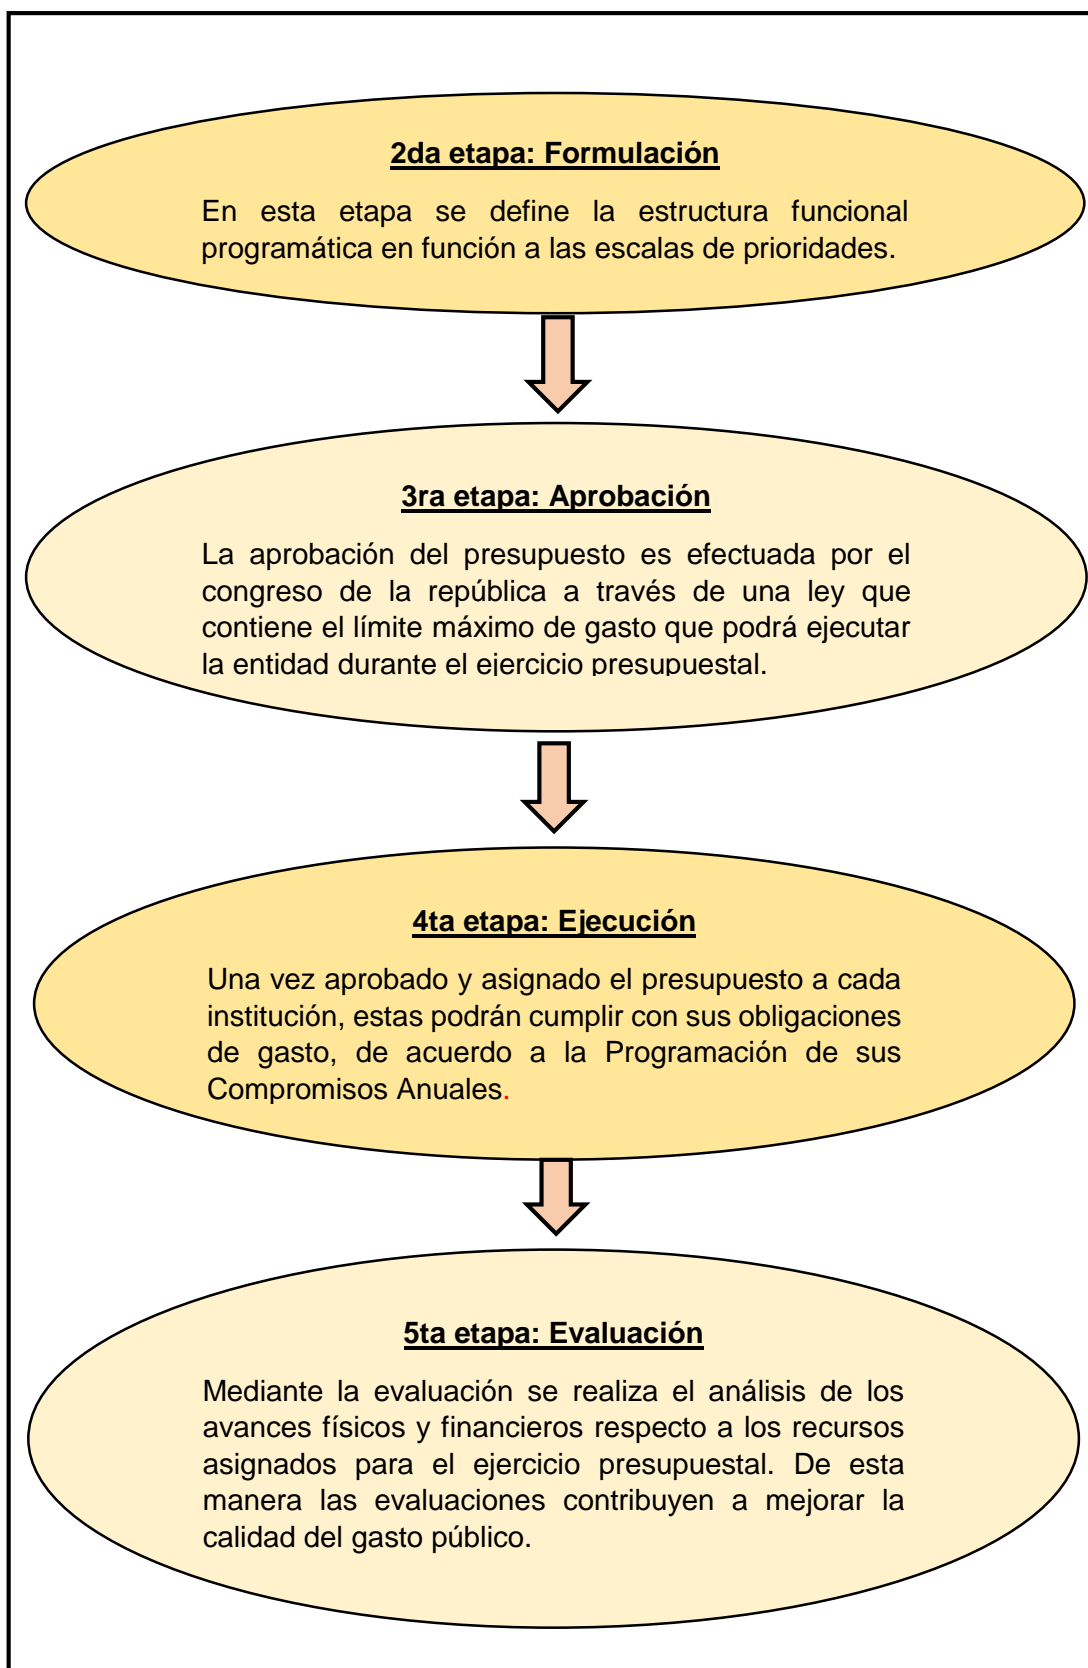 2da etapa: Formulación
En esta etapa se define la estructura funcional
programática en función a las escalas de prioridades.
3ra etapa: Aprobación
La aprobación del presupuesto es efectuada por el
congreso de la república a través de una ley que
contiene el límite máximo de gasto que podrá ejecutar
la entidad durante el ejercicio presupuestal.
4ta etapa: Ejecución
Una vez aprobado y asignado el presupuesto a cada
institución, estas podrán cumplir con sus obligaciones
de gasto, de acuerdo a la Programación de sus
Compromisos Anuales.
5ta etapa: Evaluación
Mediante la evaluación se realiza el análisis de los
avances físicos y financieros respecto a los recursos
asignados para el ejercicio presupuestal. De esta
manera las evaluaciones contribuyen a mejorar la
calidad del gasto público.